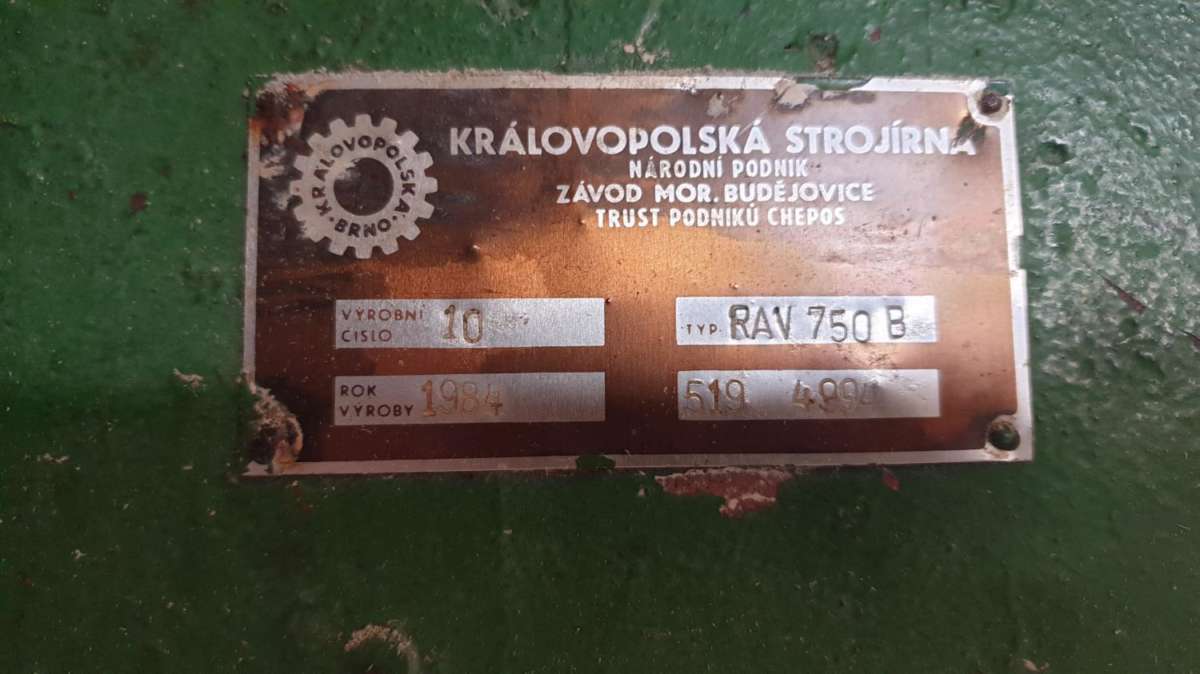 KRÁLOVOPOLSKÁ · BRNO ·
KRÁLOVOPOLSKÁ STROJÍRNA
NÁRODNÍ PODNIK
ZÁVOD MOR. BUDĚJOVICE
TRUST PODNIKŮ CHEPOS
VÝROBNÍ ČÍSLO 10
TYP. RAV 750 B
ROK VÝROBY 1984
519 4994